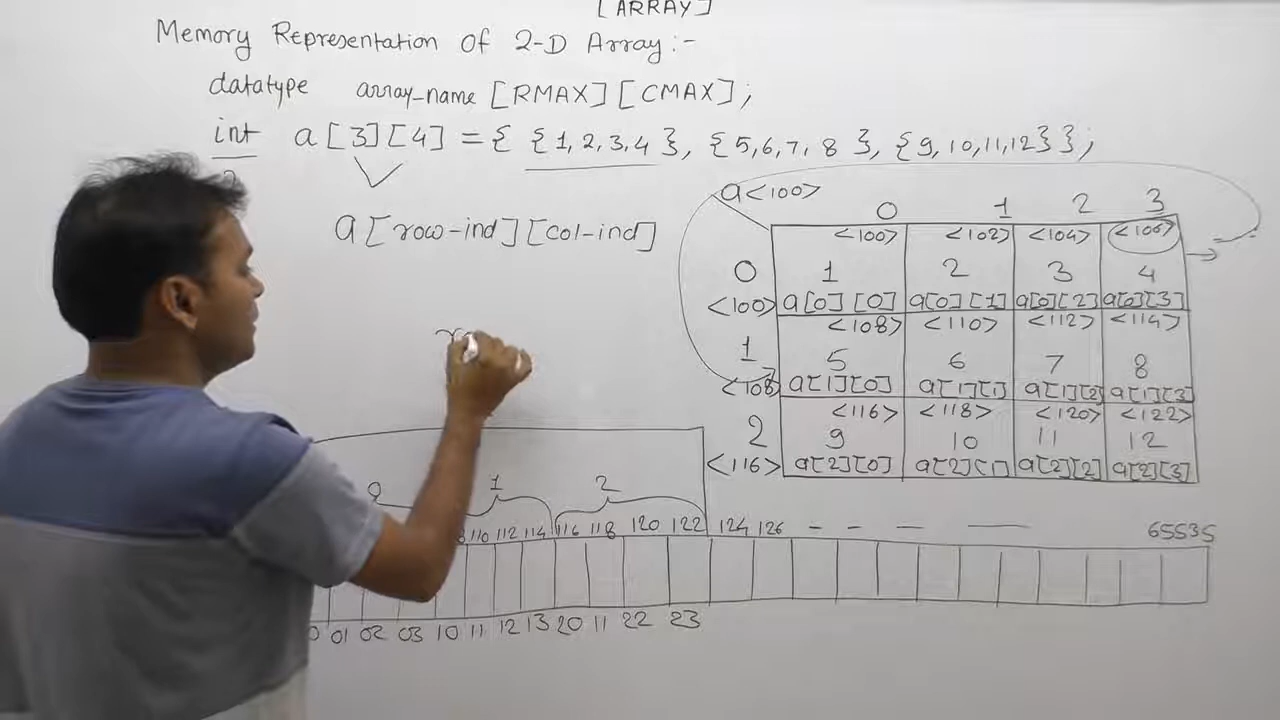 [ARRAY]
Memory Representation Of 2-D Array:-
datatype array-name [RMAX][CMAX];
int a[3][4] = { {1,2,3,4}, {5,6,7,8}, {9,10,11,12}};
2
a<100>
a[row-ind][col-ind]
0 1 2 3
<100> <102> <104> <106>
0 1 2 3 4
<100> a[0][0] a[0][1] a[0][2] a[0][3]
<108> <110> <112> <114>
1 5 6 7 8
<108> a[1][0] a[1][1] a[1][2] a[1][3]
<116> <118> <120> <122>
2 9 10 11 12
<116> a[2][0] a[2][1] a[2][2] a[2][3]
0 1 2
110 112 114 116 118 120 122 124 126 - - - - 65535
01 02 03 10 11 12 13 20 11 22 23